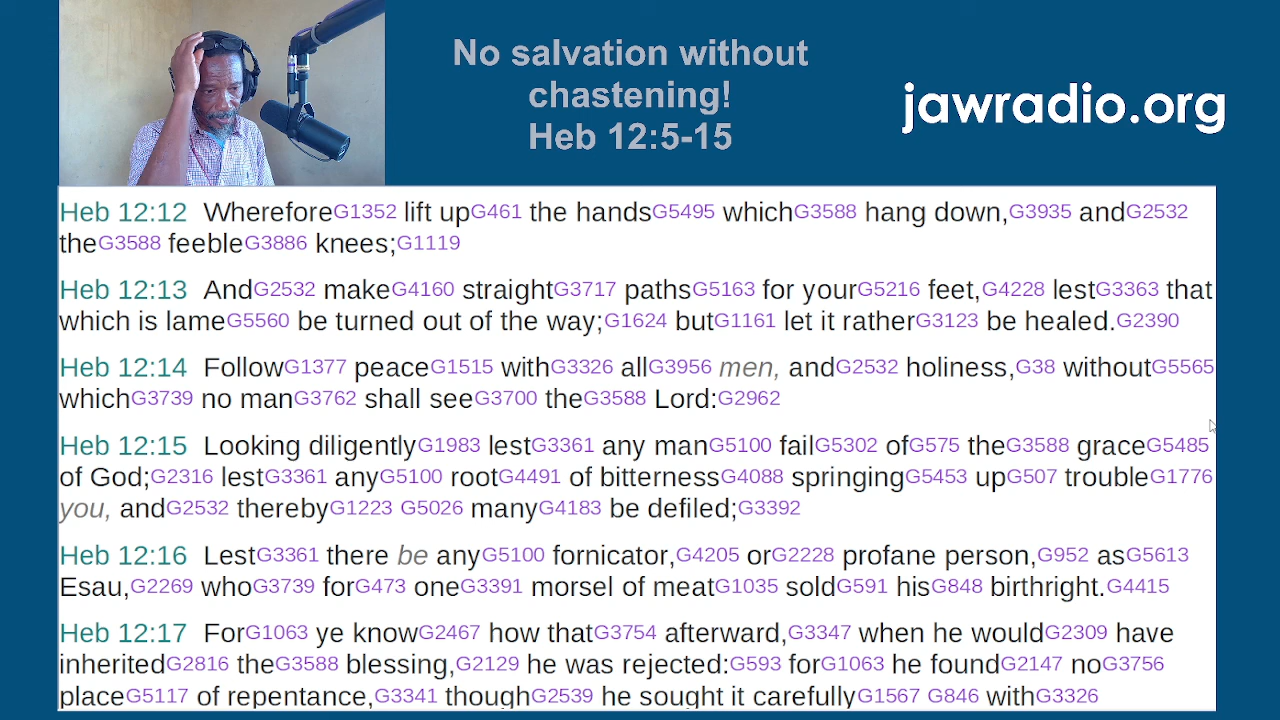 No salvation without
chastening!
Heb 12:5-15
jawradio.org
Heb 12:12 WhereforeG1352 lift upG461 the handsG5495 whichG3588 hang down,G3935 andG2532
theG3588 feebleG3886 knees;G1119
Heb 12:13 AndG2532 makeG4160 straightG3717 pathsG5163 for yourG5216 feet,G4228 lestG3363 that
which is lameG5560 be turned out of the way;G1624 butG1161 let it ratherG3123 be healed.G2390
Heb 12:14 FollowG1377 peaceG1515 withG3326 allG3956 men, andG2532 holiness,G38 withoutG5565
whichG3739 no manG3762 shall seeG3700 theG3588 Lord:G2962
Heb 12:15 Looking diligentlyG1983 lestG3361 any manG5100 failG5302 ofG575 theG3588 graceG5485
of God;G2316 lestG3361 anyG5100 rootG4491 of bitternessG4088 springingG5453 upG507 troubleG1776
you, andG2532 therebyG1223 G5026 manyG4183 be defiled;G3392
Heb 12:16 LestG3361 there be anyG5100 fornicator,G4205 orG2228 profane person,G952 asG5613
Esau,G2269 whoG3739 forG473 oneG3391 morsel of meatG1035 soldG591 hisG848 birthright.G4415
Heb 12:17 ForG1063 ye knowG2467 how thatG3754 afterward,G3347 when he wouldG2309 have
inheritedG2816 theG3588 blessing,G2129 he was rejected:G593 forG1063 he foundG2147 noG3756
placeG5117 of repentance,G3341 thoughG2539 he sought it carefullyG1567 G846 withG3326